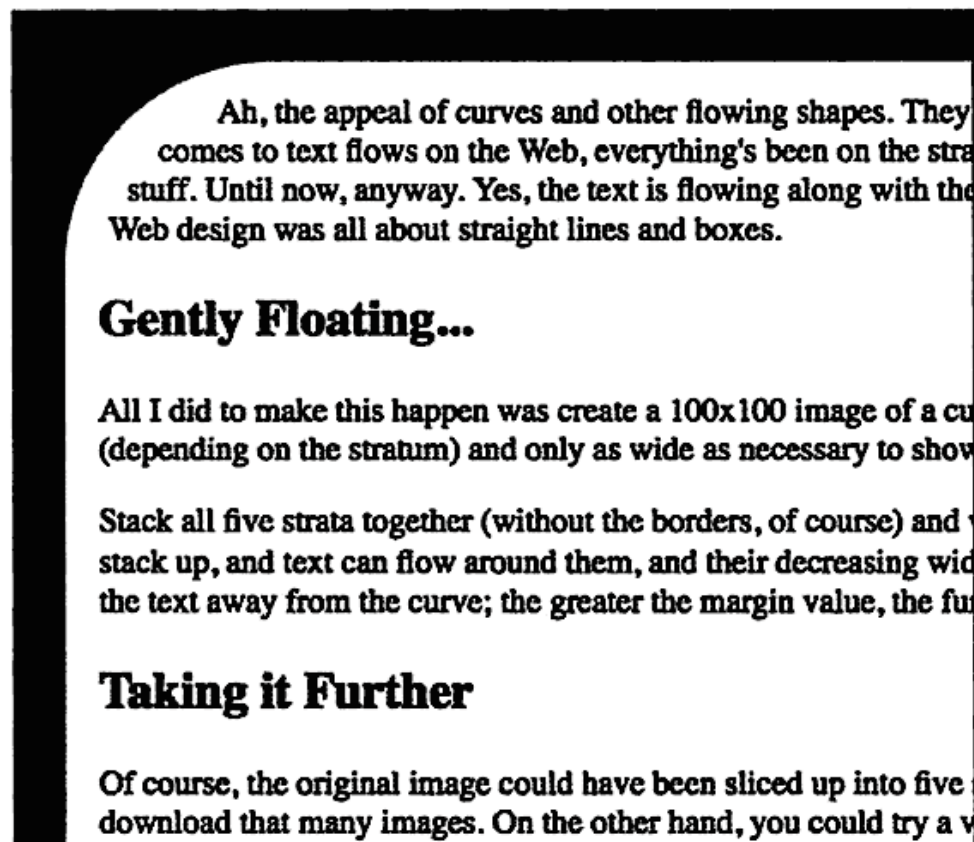 Ah, the appeal of curves and other flowing shapes. They
comes to text flows on the Web, everything's been on the
stuff. Until now, anyway. Yes, the text is flowing along with the
Web design was all about straight lines and boxes.
Gently Floating...
All I did to make this happen was create a 100x100 image of a
(depending on the stratum) and only as wide as necessary to show
Stack all five strata together (without the borders, of course) and
stack up, and text can flow around them, and their decreasing
the text away from the curve; the greater the margin value, the
Taking it Further
Of course, the original image could have been sliced up into five
download that many images. On the other hand, you could try a